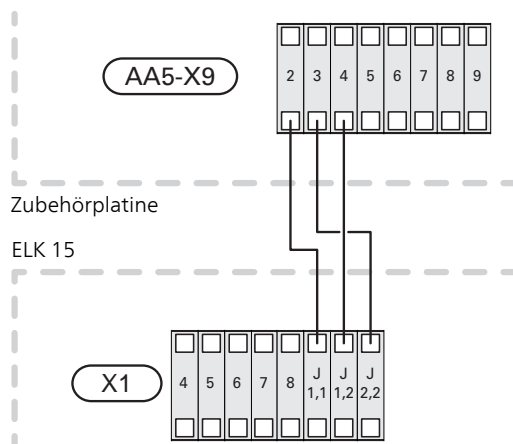 AA5-X9
2 3 4 5 6 7 8 9
Zubehörplatine
ELK 15
X1
4 5 6 7 8 J 1,1 J 1,2 J 2,2